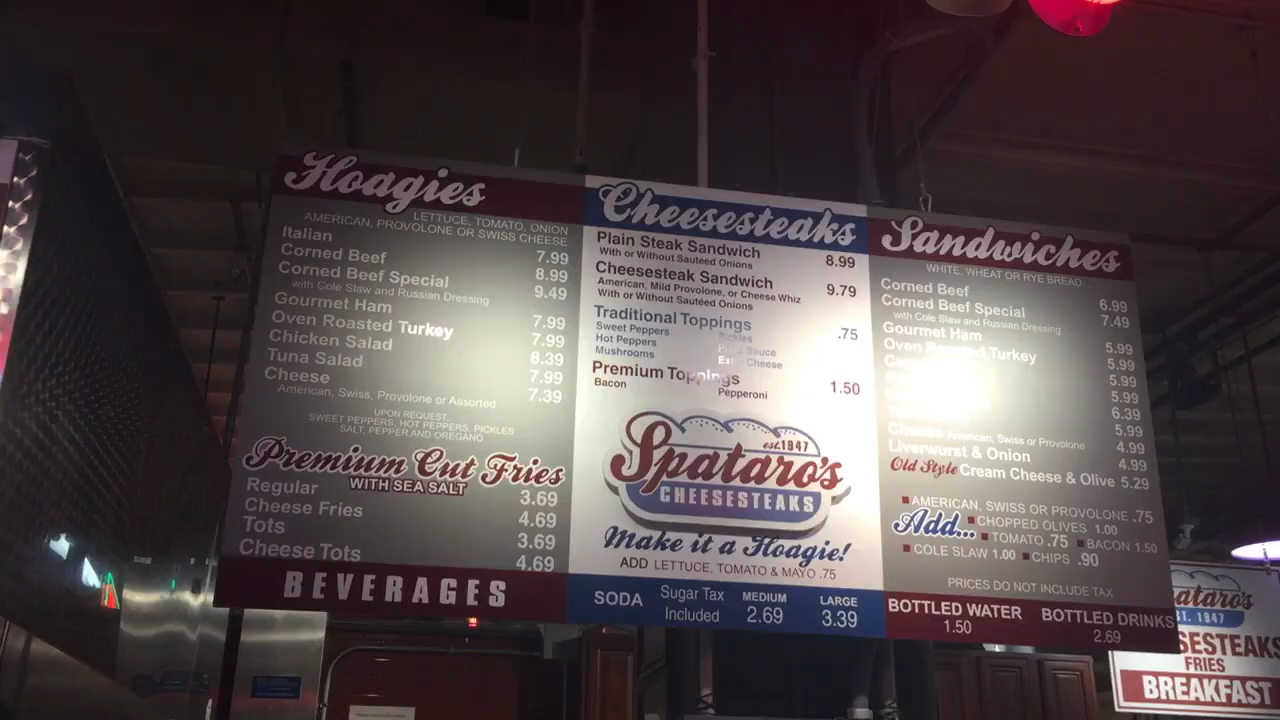 Hoagies
LETTUCE, TOMATO, ONION
AMERICAN, PROVOLONE OR SWISS CHEESE
Italian 7.99
Corned Beef 8.99
Corned Beef Special 9.49
with Cole Slaw and Russian Dressing
Gourmet Ham 7.99
Oven Roasted Turkey 7.99
Chicken Salad 8.39
Tuna Salad 7.99
Cheese 7.39
American, Swiss, Provolone or Assorted
UPON REQUEST...
SWEET PEPPERS, HOT PEPPERS, PICKLES
SALT, PEPPER AND OREGANO
Premium Cut Fries
WITH SEA SALT
Regular 3.69
Cheese Fries 4.69
Tots 3.69
Cheese Tots 4.69
BEVERAGES
Cheesesteaks
Plain Steak Sandwich 8.99
With or Without Sautéed Onions
Cheesesteak Sandwich 9.79
American, Mild Provolone, or Cheese Whiz
With or Without Sautéed Onions
Traditional Toppings .75
Sweet Peppers Pickles
Hot Peppers Sauce
Mushrooms Cheese
Premium Toppings 1.50
Bacon Pepperoni
est.1947
Spataro's
CHEESESTEAKS
Make it a Hoagie!
ADD LETTUCE, TOMATO & MAYO .75
SODA Sugar Tax Included MEDIUM 2.69 LARGE 3.39
Sandwiches
WHITE, WHEAT OR RYE BREAD
Corned Beef 6.99
Corned Beef Special 7.49
with Cole Slaw and Russian Dressing
Gourmet Ham 5.99
Oven Roasted Turkey 5.99
5.99
6.39
5.99
Cheese American, Swiss or Provolone 4.99
Liverwurst & Onion 4.99
Old Style Cream Cheese & Olive 5.29
Add...
AMERICAN, SWISS OR PROVOLONE .75
CHOPPED OLIVES 1.00
TOMATO .75 BACON 1.50
COLE SLAW 1.00 CHIPS .90
PRICES DO NOT INCLUDE TAX
BOTTLED WATER 1.50
BOTTLED DRINKS 2.69
pataro's
ST. 1947
SESTEAKS
FRIES
BREAKFAST